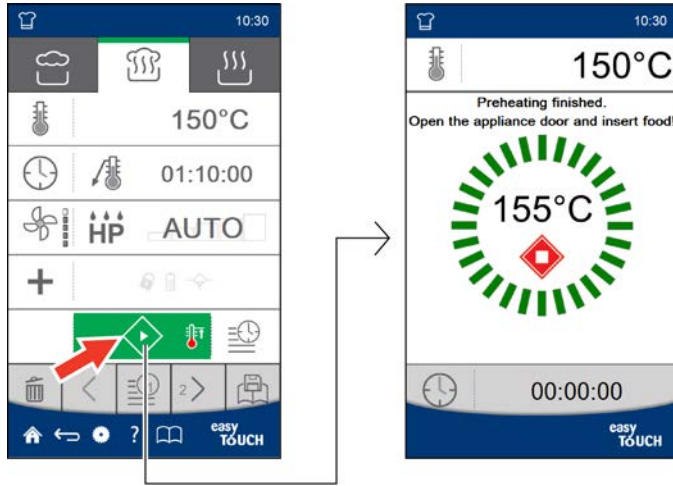 10:30
150°C
01:10:00
HP AUTO
1 2
? easy
TOUCH
10:30
150°C
Preheating finished.
Open the appliance door and insert food!
155°C
00:00:00
easy
TOUCH